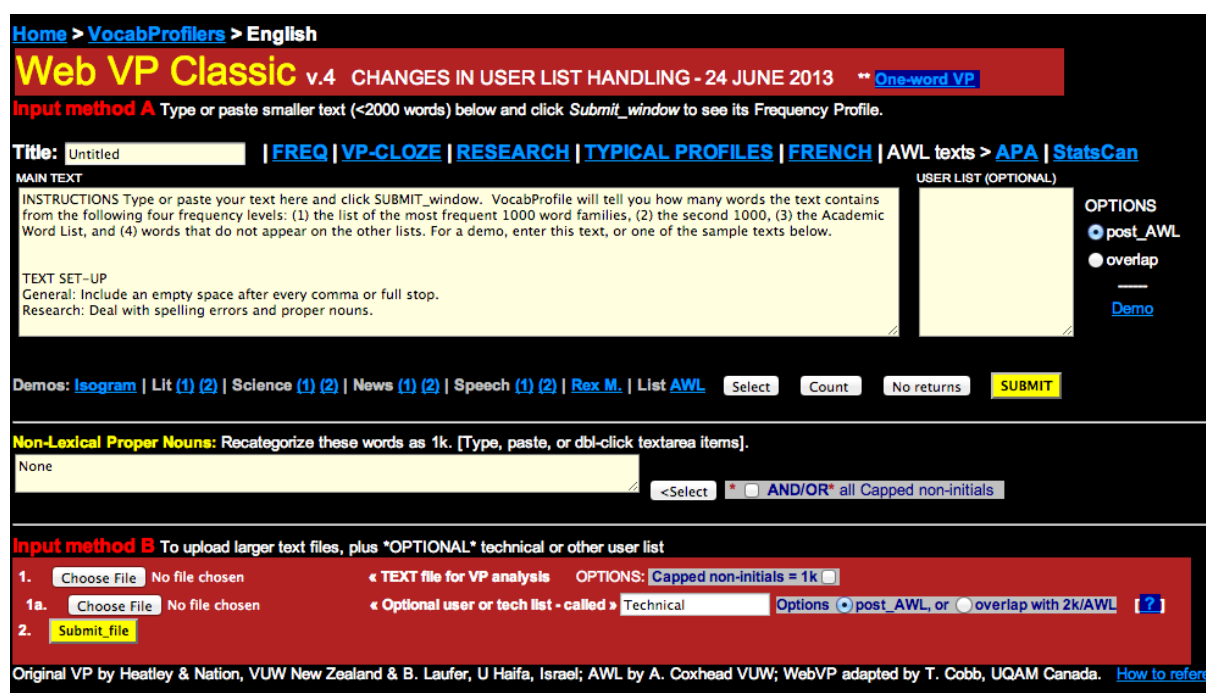 Home > VocabProfilers > English
Web VP Classic v.4 CHANGES IN USER LIST HANDLING - 24 JUNE 2013 ** One-word VP
Input method A Type or paste smaller text (<2000 words) below and click Submit_window to see its Frequency Profile.
Title: Untitled | FREQ | VP-CLOZE | RESEARCH | TYPICAL PROFILES | FRENCH | AWL texts > APA | StatsCan
MAIN TEXT USER LIST (OPTIONAL)
INSTRUCTIONS Type or paste your text here and click SUBMIT_window. VocabProfile will tell you how many words the text contains
from the following four frequency levels: (1) the list of the most frequent 1000 word families, (2) the second 1000, (3) the Academic
Word List, and (4) words that do not appear on the other lists. For a demo, enter this text, or one of the sample texts below.
TEXT SET-UP
General: Include an empty space after every comma or full stop.
Research: Deal with spelling errors and proper nouns.
OPTIONS
post_AWL
overlap
Demo
Demos: Isogram | Lit (1) (2) | Science (1) (2) | News (1) (2) | Speech (1) (2) | Rex M. | List AWL Select Count No returns SUBMIT
Non-Lexical Proper Nouns: Recategorize these words as 1k. [Type, paste, or dbl-click textarea items].
None
<Select * AND/OR* all Capped non-initials
Input method B To upload larger text files, plus *OPTIONAL* technical or other user list
1. Choose File No file chosen « TEXT file for VP analysis OPTIONS: Capped non-initials = 1k
1a. Choose File No file chosen « Optional user or tech list - called » Technical Options post_AWL, or overlap with 2k/AWL [?]
2. Submit_file
Original VP by Heatley & Nation, VUW New Zealand & B. Laufer, U Haifa, Israel; AWL by A. Coxhead VUW; WebVP adapted by T. Cobb, UQAM Canada. How to refere